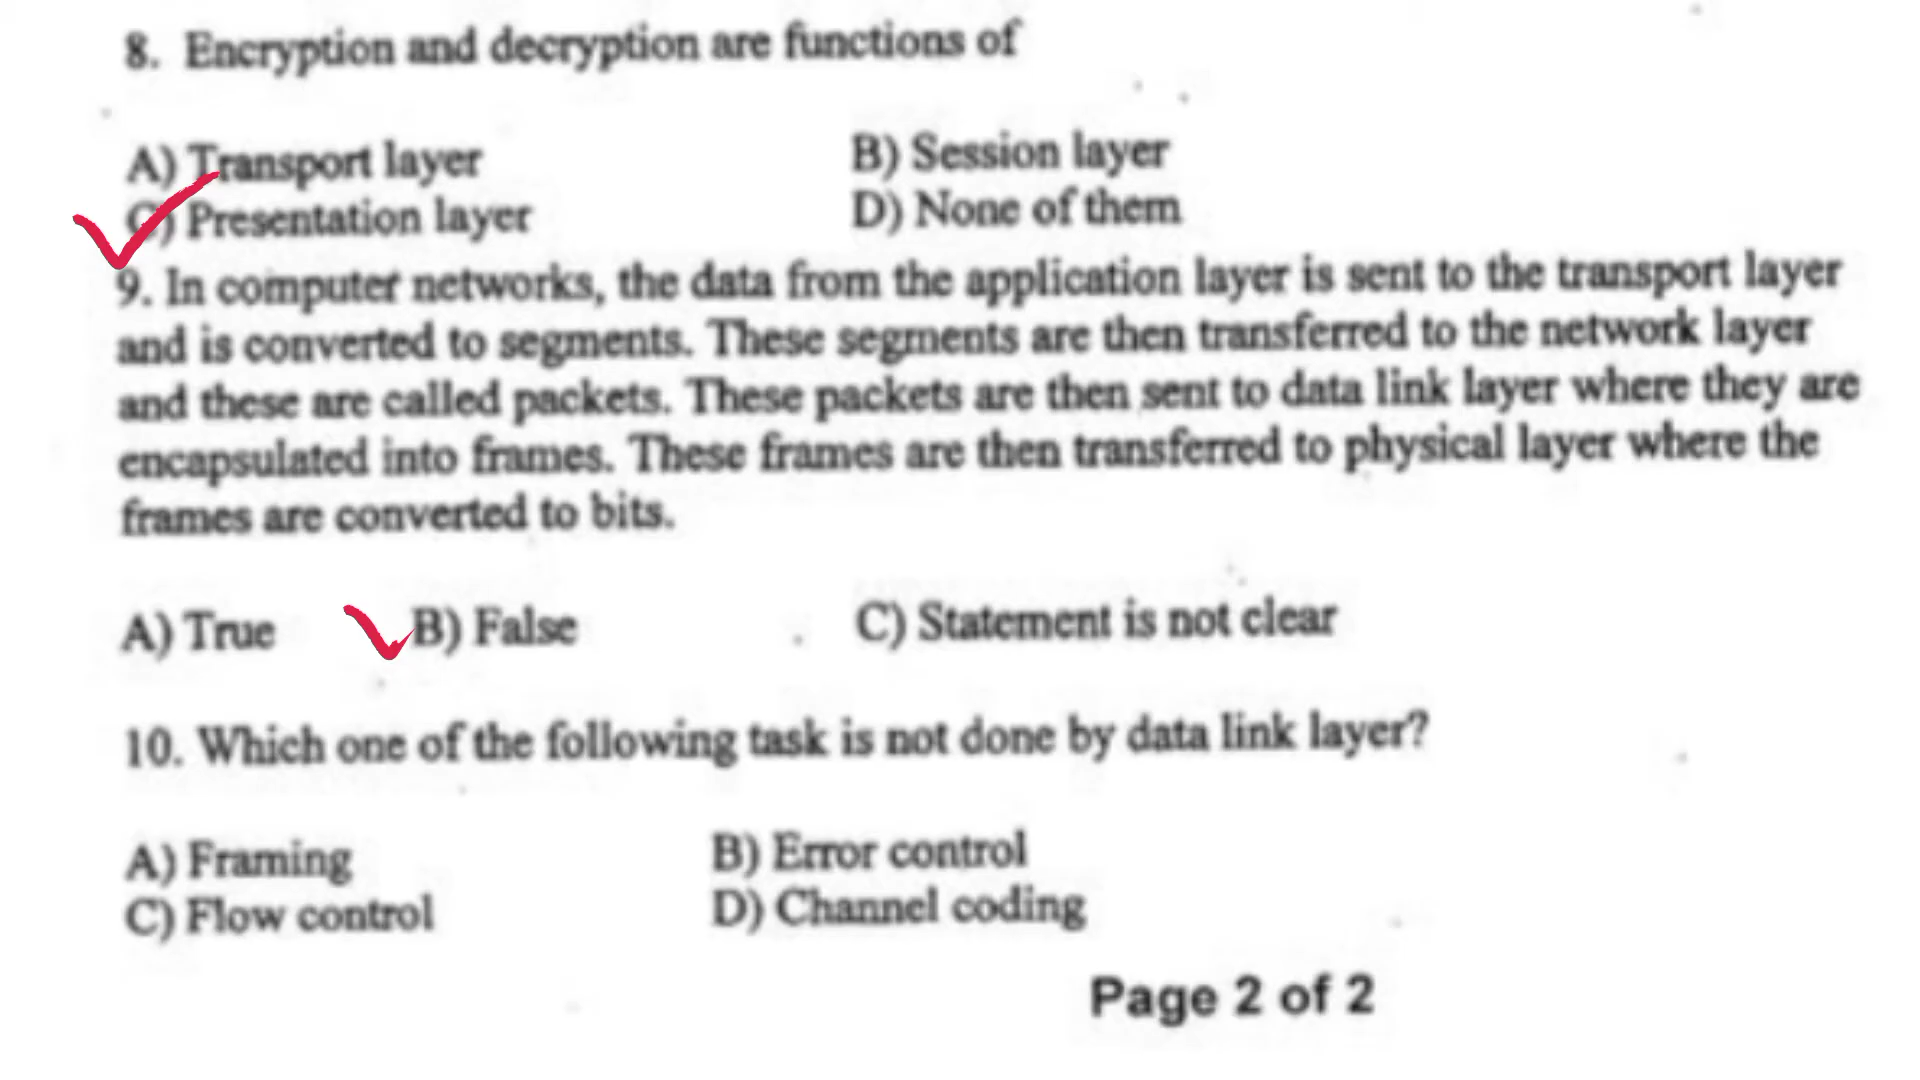 8. Encryption and decryption are functions of
A) Transport layer B) Session layer
C) Presentation layer D) None of them
9. In computer networks, the data from the application layer is sent to the transport layer
and is converted to segments. These segments are then transferred to the network layer
and these are called packets. These packets are then sent to data link layer where they are
encapsulated into frames. These frames are then transferred to physical layer where the
frames are converted to bits.
A) True B) False C) Statement is not clear
10. Which one of the following task is not done by data link layer?
A) Framing B) Error control
C) Flow control D) Channel coding
Page 2 of 2